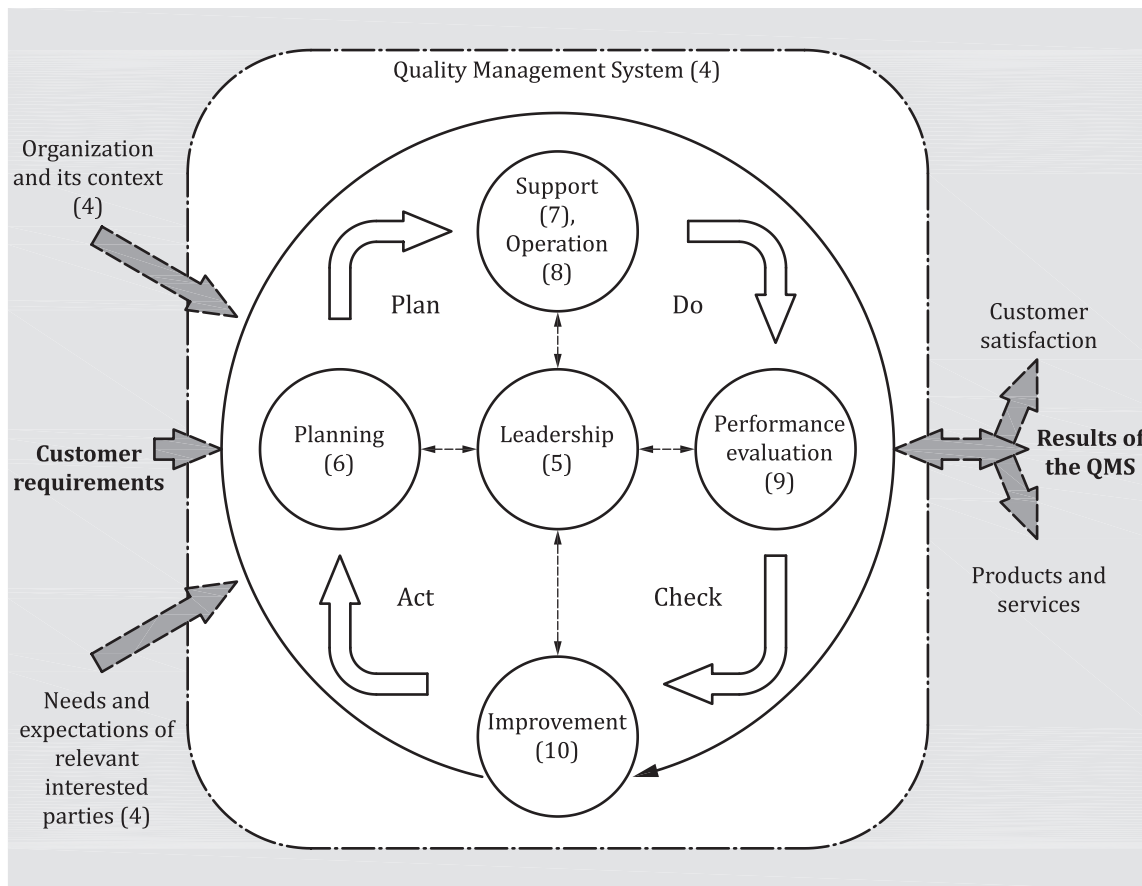 Quality Management System (4)
Organization
and its context
(4)
Support
(7),
Operation
(8)
Plan
Do
Customer
satisfaction
Planning
(6)
Leadership
(5)
Performance
evaluation
(9)
Customer
requirements
Results of
the QMS
Act
Check
Products and
services
Improvement
(10)
Needs and
expectations of
relevant
interested
parties (4)